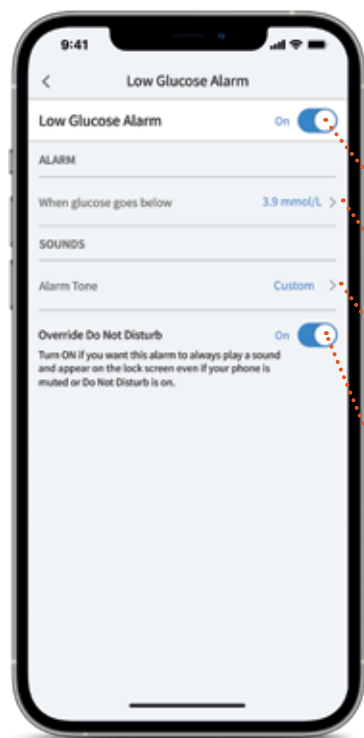 9:41
Low Glucose Alarm
Low Glucose Alarm On
ALARM
When glucose goes below 3.9 mmol/L
SOUNDS
Alarm Tone Custom
Override Do Not Disturb On
Turn ON if you want this alarm to always play a sound
and appear on the lock screen even if your phone is
muted or Do Not Disturb is on.